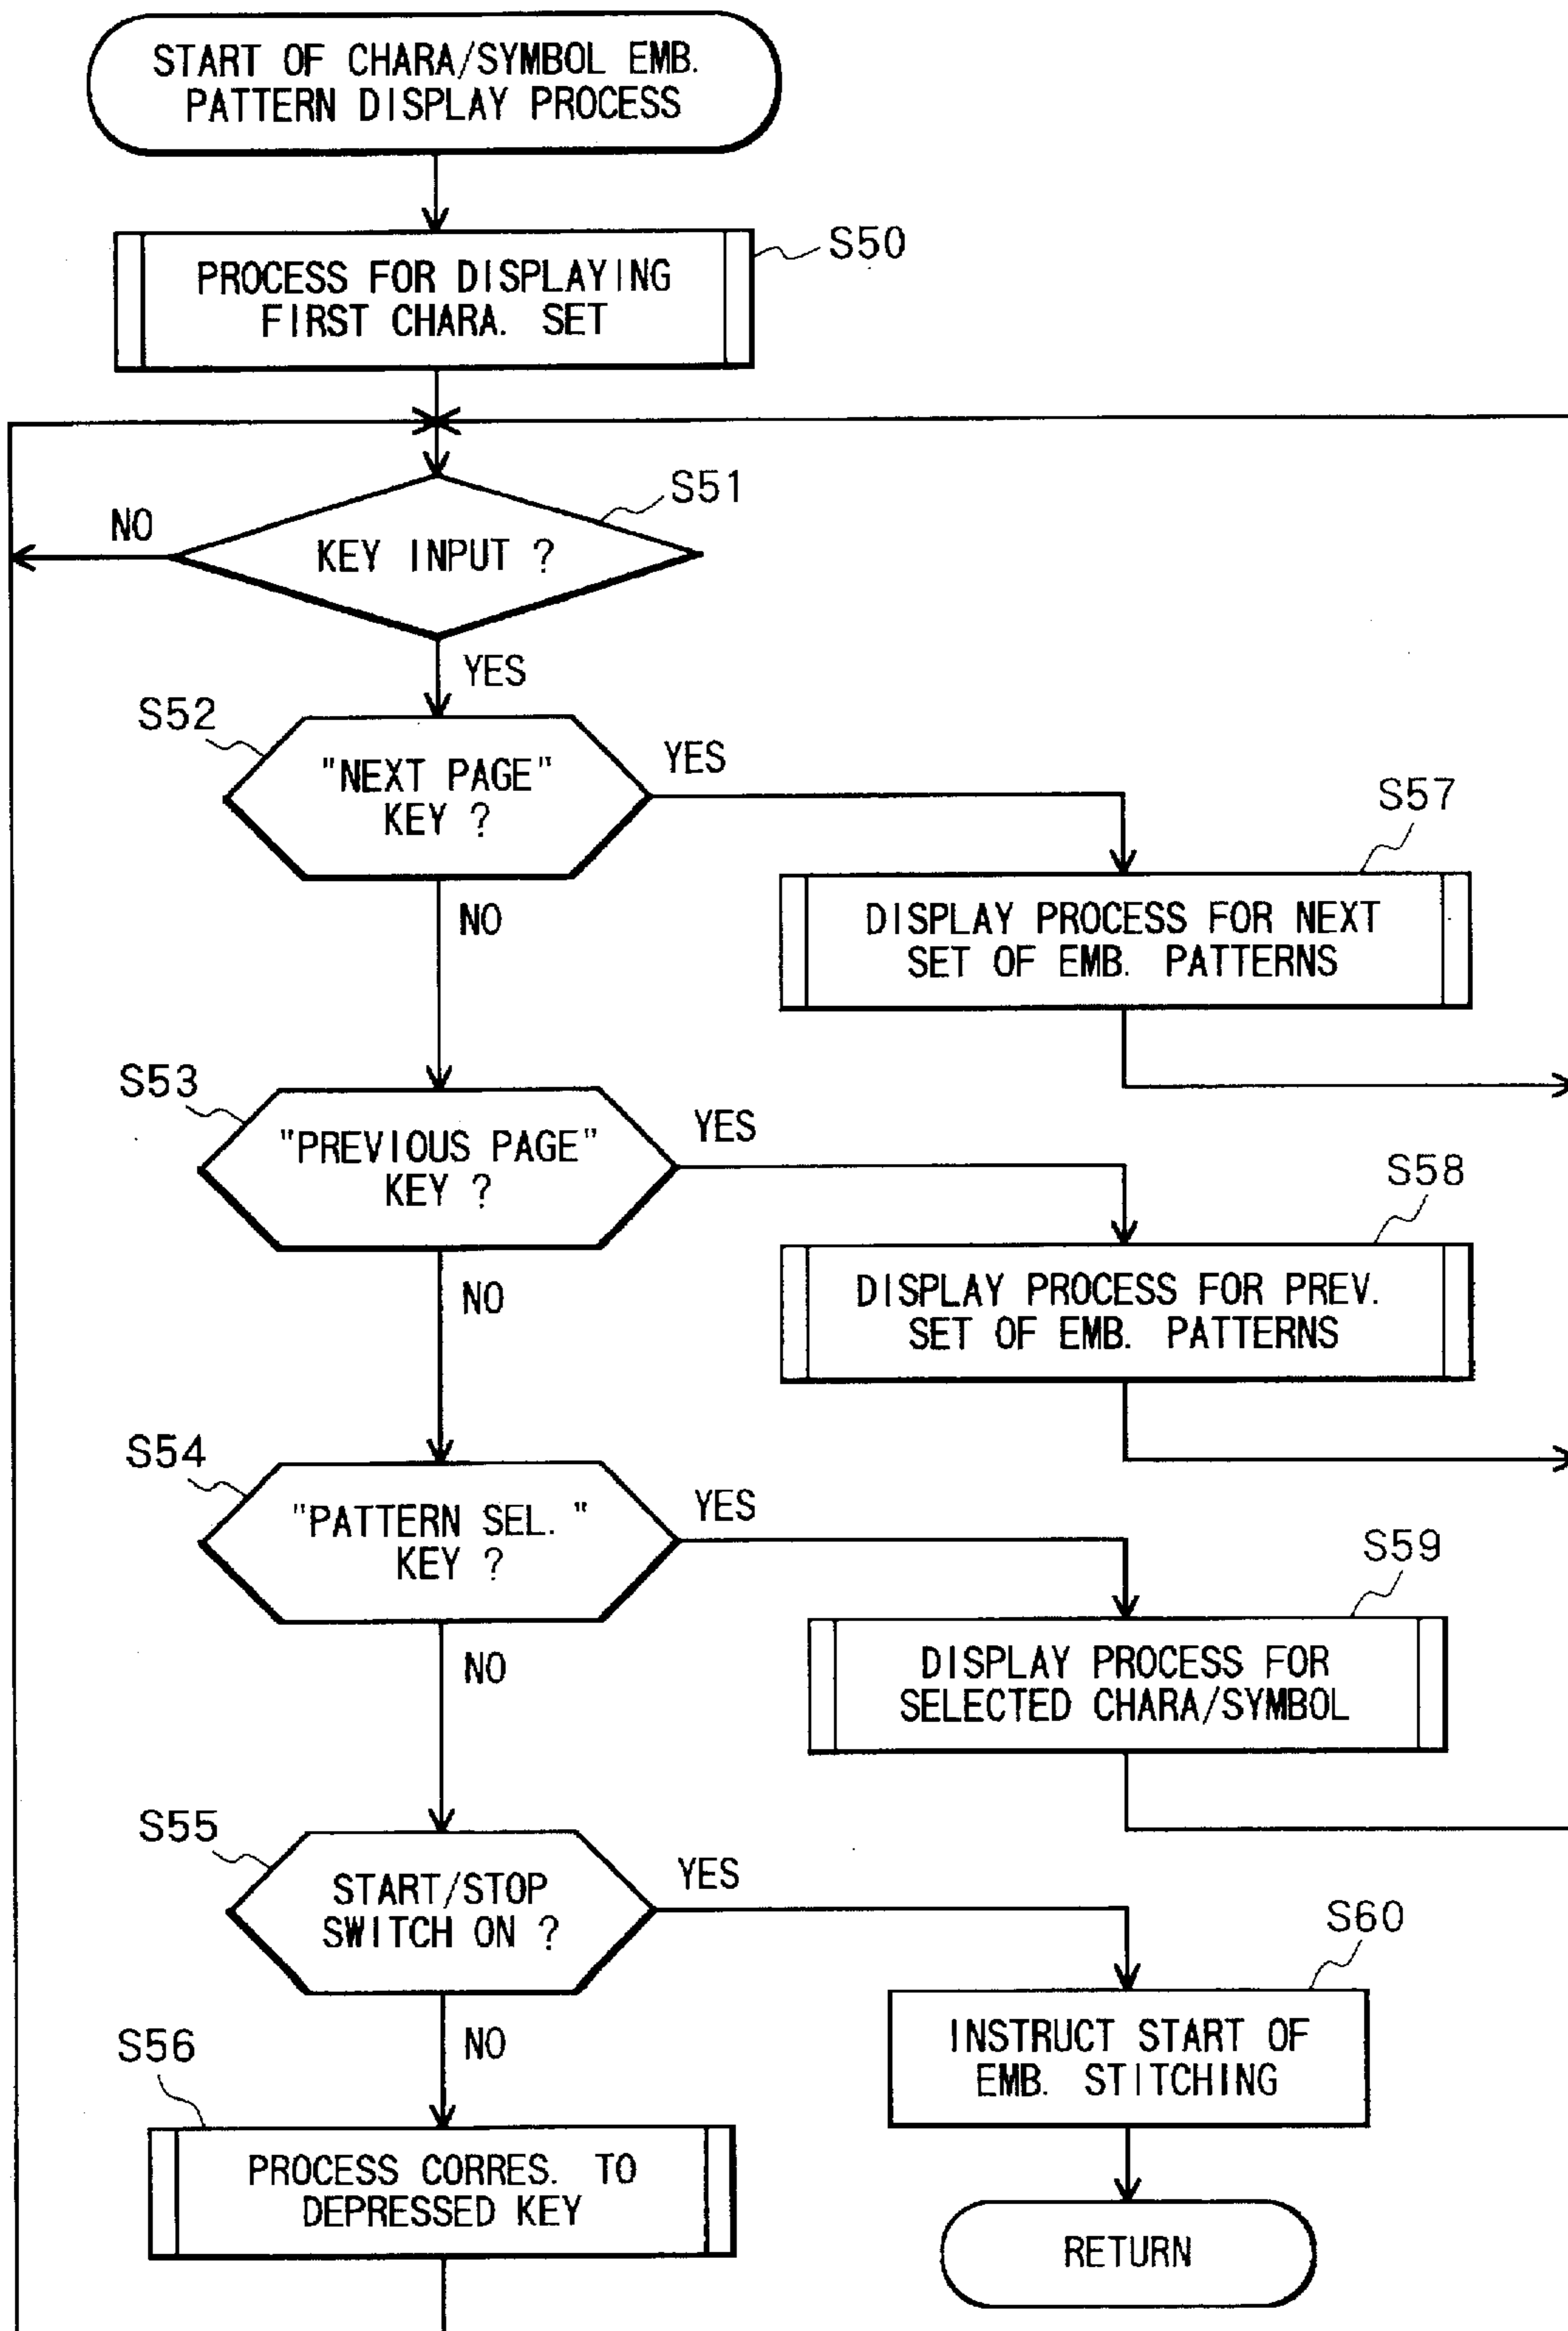 START OF CHARA/SYMBOL EMB.
PATTERN DISPLAY PROCESS
S50
PROCESS FOR DISPLAYING
FIRST CHARA. SET
S51
NO
KEY INPUT ?
YES
S52
"NEXT PAGE"
KEY ?
YES
S57
NO
DISPLAY PROCESS FOR NEXT
SET OF EMB. PATTERNS
S53
"PREVIOUS PAGE"
KEY ?
YES
S58
NO
DISPLAY PROCESS FOR PREV.
SET OF EMB. PATTERNS
S54
"PATTERN SEL. "
KEY ?
YES
S59
NO
DISPLAY PROCESS FOR
SELECTED CHARA/SYMBOL
S55
START/STOP
SWITCH ON ?
YES
S60
NO
INSTRUCT START OF
EMB. STITCHING
S56
PROCESS CORRES. TO
DEPRESSED KEY
RETURN